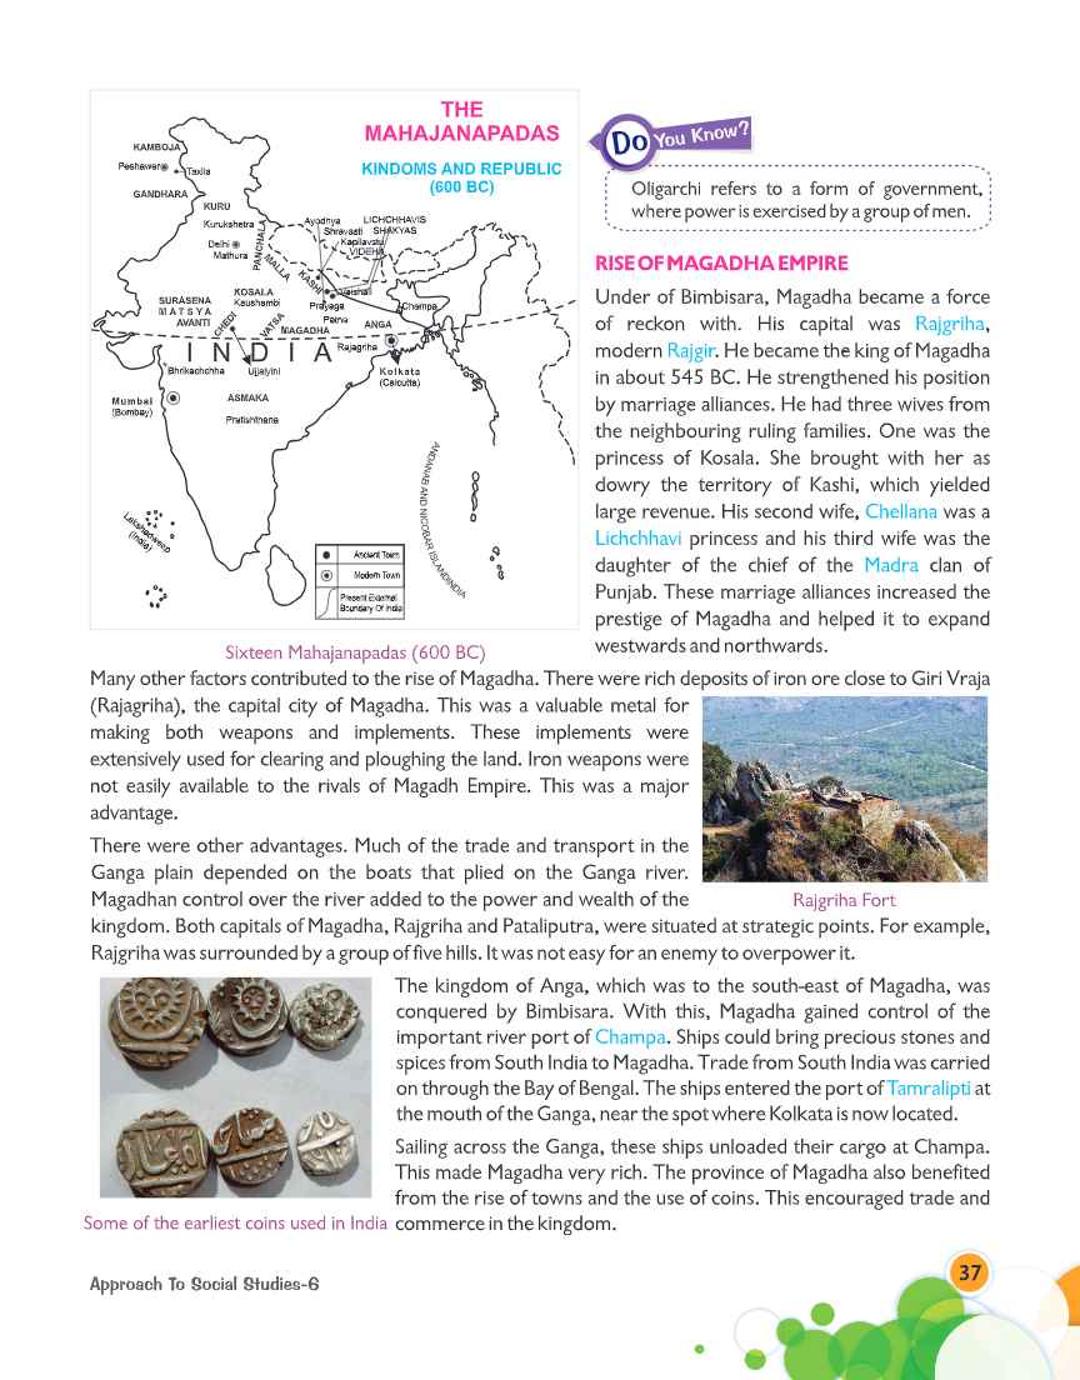 THE
MAHAJANAPADAS
KINDOMS AND REPUBLIC
(600 BC)
KAMBOJA
Peshawar
Taxila
GANDHARA
KURU
Kurukshetra
Delhi
Mathura
PANCHALA
MALLA
KASHI
Ayodhya
Shravasti
Kapilavstu
VIDEHA
LICHCHHAVIS
SHAKYAS
Vaishali
Prayaga
Patna
Champa
KOSALA
Kaushambi
SURASENA
MATSYA
AVANTI
CHEDI
VATSA
MAGADHA
ANGA
Rajagriha
INDIA
Bhrikachchha
Ujjaiyini
Kolkata
(Calcutta)
Mumbai
(Bombay)
ASMAKA
Pratishthana
Lakshadweep
(India)
Ancient Town
Modern Town
Present External
Boundary Of India
Sixteen Mahajanapadas (600 BC)
Do You Know?
Oligarchi refers to a form of government,
where power is exercised by a group of men.
RISE OF MAGADHA EMPIRE
Under of Bimbisara, Magadha became a force
of reckon with. His capital was Rajgriha,
modern Rajgir. He became the king of Magadha
in about 545 BC. He strengthened his position
by marriage alliances. He had three wives from
the neighbouring ruling families. One was the
princess of Kosala. She brought with her as
dowry the territory of Kashi, which yielded
large revenue. His second wife, Chellana was a
Lichchhavi princess and his third wife was the
daughter of the chief of the Madra clan of
Punjab. These marriage alliances increased the
prestige of Magadha and helped it to expand
westwards and northwards.
Many other factors contributed to the rise of Magadha. There were rich deposits of iron ore close to Giri Vraja
(Rajagriha), the capital city of Magadha. This was a valuable metal for
making both weapons and implements. These implements were
extensively used for clearing and ploughing the land. Iron weapons were
not easily available to the rivals of Magadh Empire. This was a major
advantage.
There were other advantages. Much of the trade and transport in the
Ganga plain depended on the boats that plied on the Ganga river.
Magadhan control over the river added to the power and wealth of the
kingdom. Both capitals of Magadha, Rajgriha and Pataliputra, were situated at strategic points. For example,
Rajgriha was surrounded by a group of five hills. It was not easy for an enemy to overpower it.
Rajgriha Fort
The kingdom of Anga, which was to the south-east of Magadha, was
conquered by Bimbisara. With this, Magadha gained control of the
important river port of Champa. Ships could bring precious stones and
spices from South India to Magadha. Trade from South India was carried
on through the Bay of Bengal. The ships entered the port of Tamralipti at
the mouth of the Ganga, near the spot where Kolkata is now located.
Sailing across the Ganga, these ships unloaded their cargo at Champa.
This made Magadha very rich. The province of Magadha also benefited
from the rise of towns and the use of coins. This encouraged trade and
commerce in the kingdom.
Some of the earliest coins used in India
Approach To Social Studies-6
37